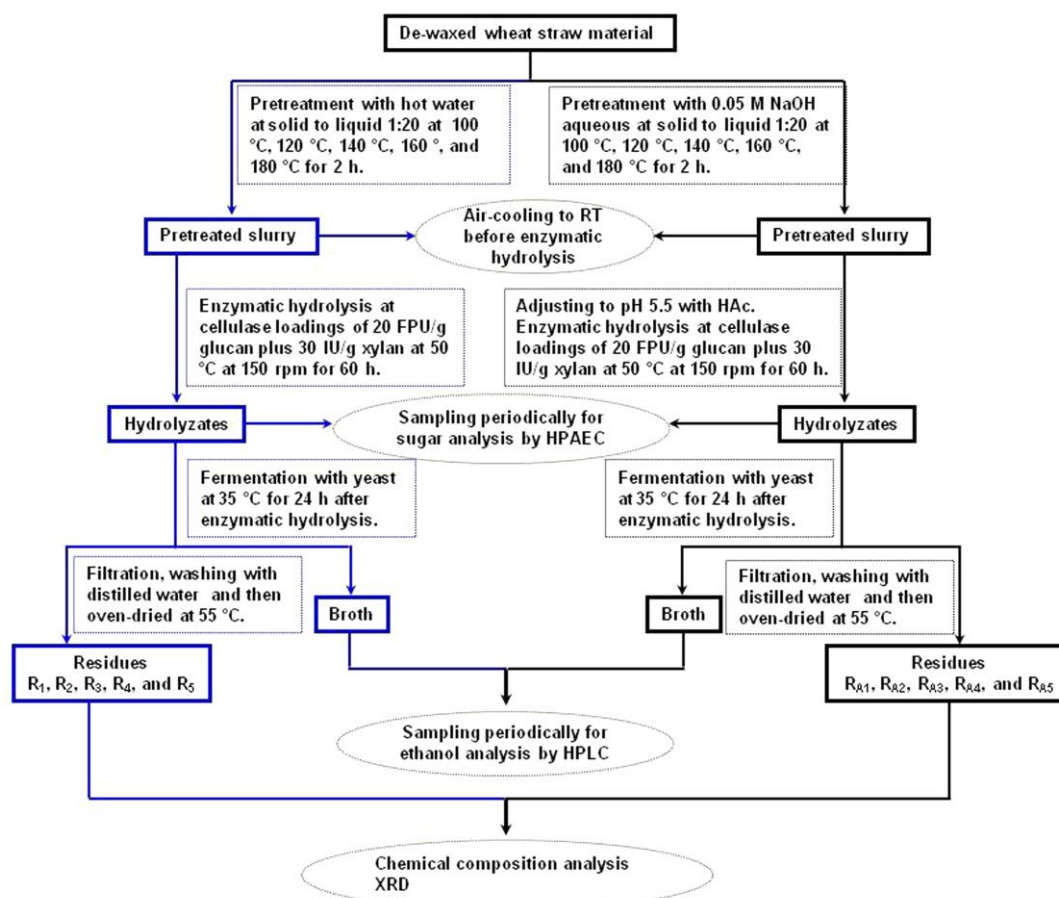 De-waxed wheat straw material
Pretreatment with hot water
at solid to liquid 1:20 at 100
°C, 120 °C, 140 °C, 160 °, and
180 °C for 2 h.
Pretreatment with 0.05 M NaOH
aqueous at solid to liquid 1:20 at
100 °C, 120 °C, 140 °C, 160 °C,
and 180 °C for 2 h.
Pretreated slurry
Air-cooling to RT
before enzymatic
hydrolysis
Pretreated slurry
Enzymatic hydrolysis at
cellulase loadings of 20 FPU/g
glucan plus 30 IU/g xylan at 50
°C at 150 rpm for 60 h.
Adjusting to pH 5.5 with HAc.
Enzymatic hydrolysis at cellulase
loadings of 20 FPU/g glucan plus 30
IU/g xylan at 50 °C at 150 rpm for 60 h.
Hydrolyzates
Sampling periodically for
sugar analysis by HPAEC
Hydrolyzates
Fermentation with yeast
at 35 °C for 24 h after
enzymatic hydrolysis.
Fermentation with yeast
at 35 °C for 24 h after
enzymatic hydrolysis.
Filtration, washing with
distilled water and then
oven-dried at 55 °C.
Broth
Broth
Filtration, washing with
distilled water and then
oven-dried at 55 °C.
Residues
R₁, R₂, R₃, R₄, and R₅
Residues
R_A1, R_A2, R_A3, R_A4, and R_A5
Sampling periodically for
ethanol analysis by HPLC
Chemical composition analysis
XRD